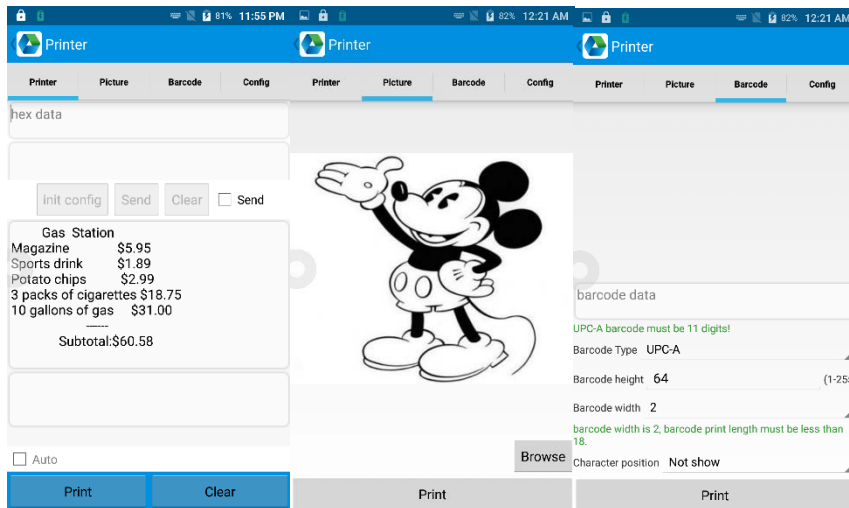 81% 11:55 PM
Printer
Printer Picture Barcode Config
hex data
init config Send Clear Send
Gas Station
Magazine $5.95
Sports drink $1.89
Potato chips $2.99
3 packs of cigarettes $18.75
10 gallons of gas $31.00
------
Subtotal:$60.58
Auto
Print Clear
82% 12:21 AM
Printer
Printer Picture Barcode Config
Browse
Print
82% 12:21 AM
Printer
Printer Picture Barcode Config
barcode data
UPC-A barcode must be 11 digits!
Barcode Type UPC-A
Barcode height 64 (1-25
Barcode width 2
barcode width is 2, barcode print length must be less than
18.
Character position Not show
Print